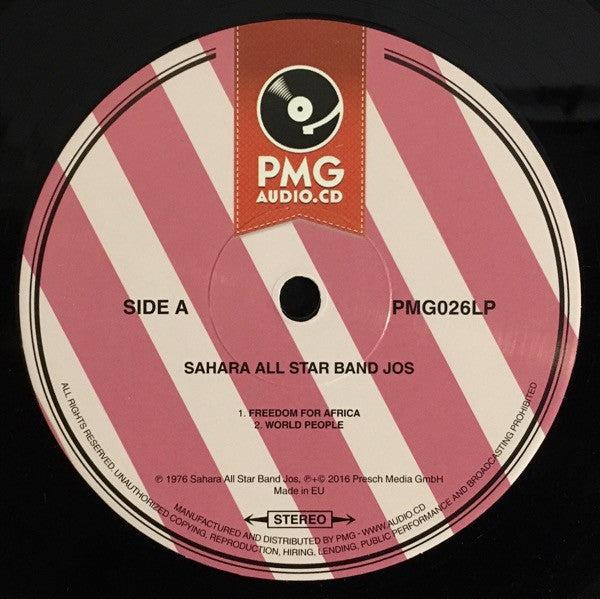 PMG
AUDIO.CD
SIDE A
PMG026LP
SAHARA ALL STAR BAND JOS
1. FREEDOM FOR AFRICA
2. WORLD PEOPLE
℗ 1976 Sahara All Star Band Jos, ℗+© 2016 Presch Media GmbH
Made in EU
STEREO
MANUFACTURED AND DISTRIBUTED BY PMG - WWW.AUDIO.CD
ALL RIGHTS RESERVED. UNAUTHORIZED COPYING, REPRODUCTION, HIRING, LENDING, PUBLIC PERFORMANCE AND BROADCASTING PROHIBITED